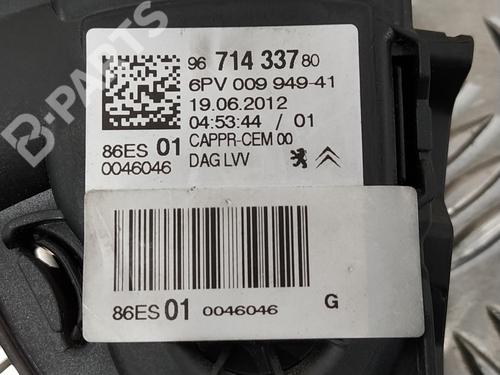 B-PARTS
96 714 337 80
6PV 009 949-41
19.06.2012
04:53:44 / 01
86ES 01 CAPPR-CEM 00
0046046 DAG LVV
86ES 01 0046046 G